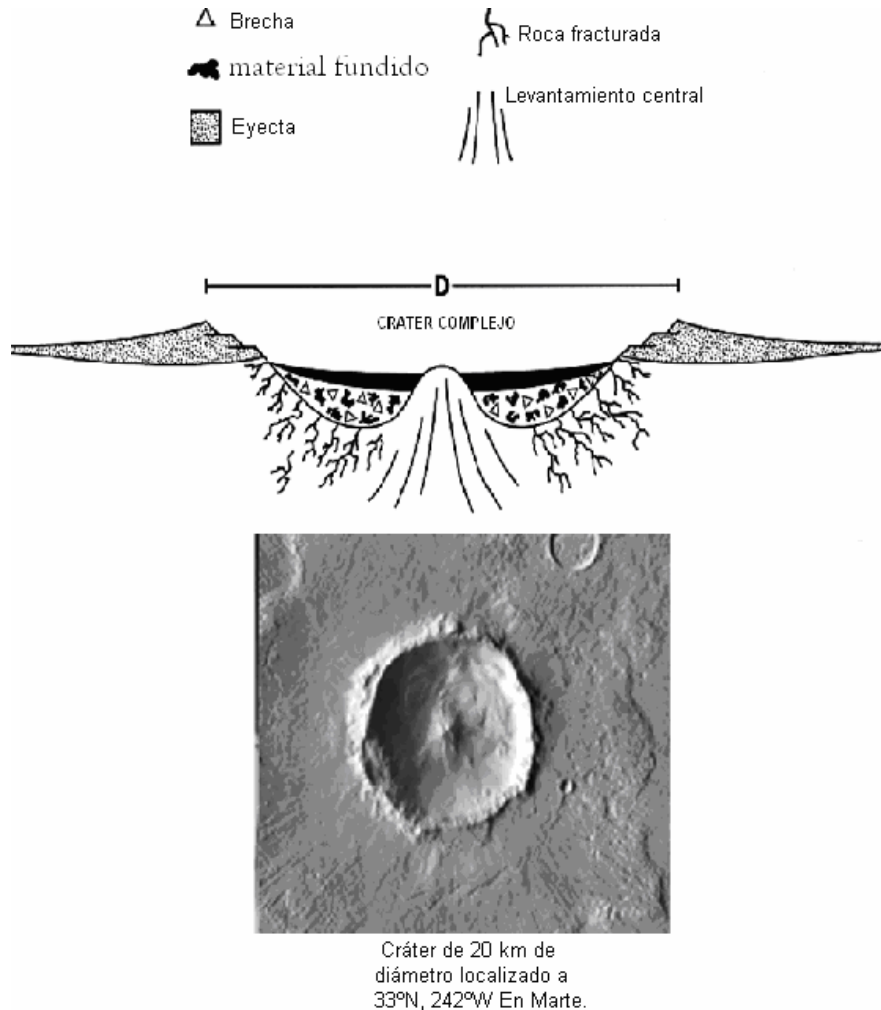 Brecha
Roca fracturada
material fundido
Levantamiento central
Eyecta
D
CRATER COMPLEJO
Cráter de 20 km de
diámetro localizado a
33ºN, 242ºW En Marte.